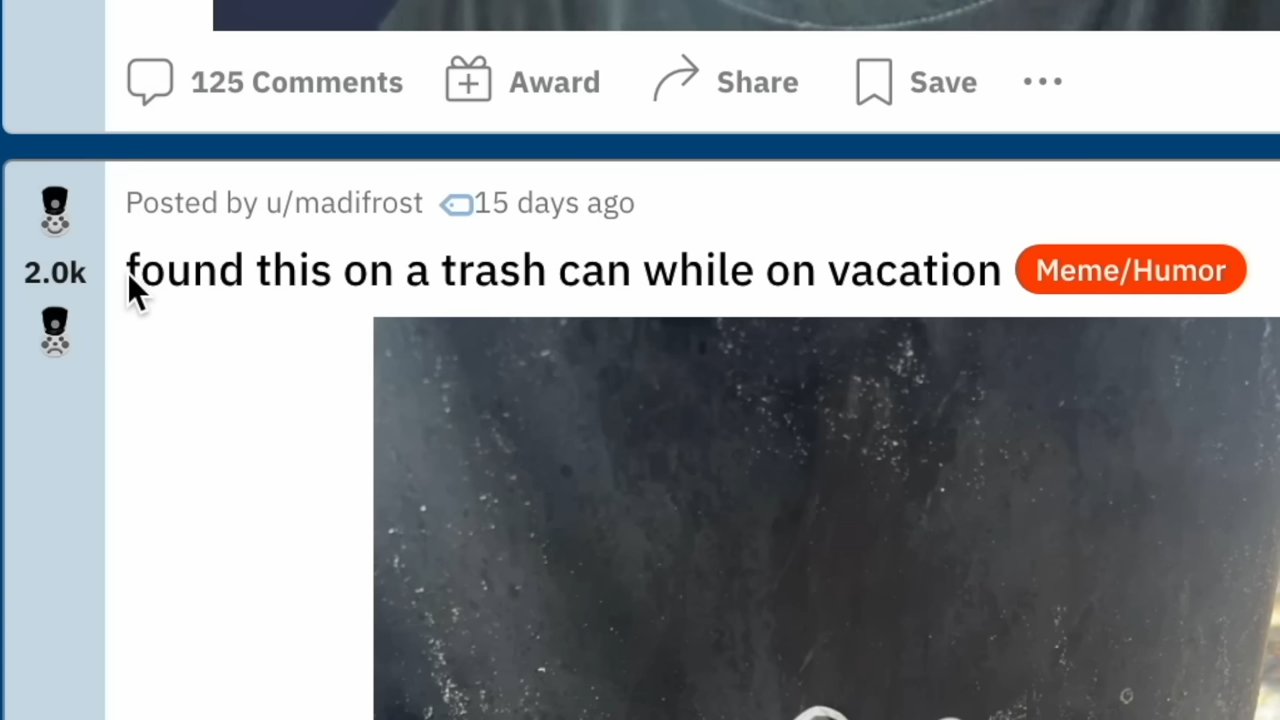 125 Comments Award Share Save
Posted by u/madifrost 15 days ago
2.0k
found this on a trash can while on vacation Meme/Humor